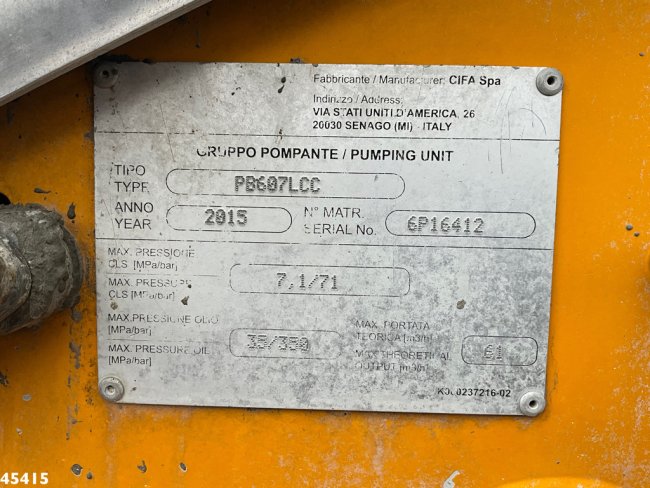 Fabbricante / Manufacturer: CIFA Spa
Indirizzo / Address:
VIA STATI UNITI D'AMERICA, 26
20030 SENAGO (MI) - ITALY
GRUPPO POMPANTE / PUMPING UNIT
TIPO
TYPE
PB607LCC
ANNO
YEAR
2015
N° MATR.
SERIAL No.
6P16412
MAX. PRESSIONE
CLS [MPa/bar]
MAX. PRESSURE
CLS [MPa/bar]
7,1/71
MAX.PRESSIONE OLIO
[MPa/bar]
MAX. PRESSURE OIL
[MPa/bar]
35/350
MAX. PORTATA
TEORICA [m3/h]
MAX THEORETICAL
OUTPUT [m3/h]
61
237216-02
45415